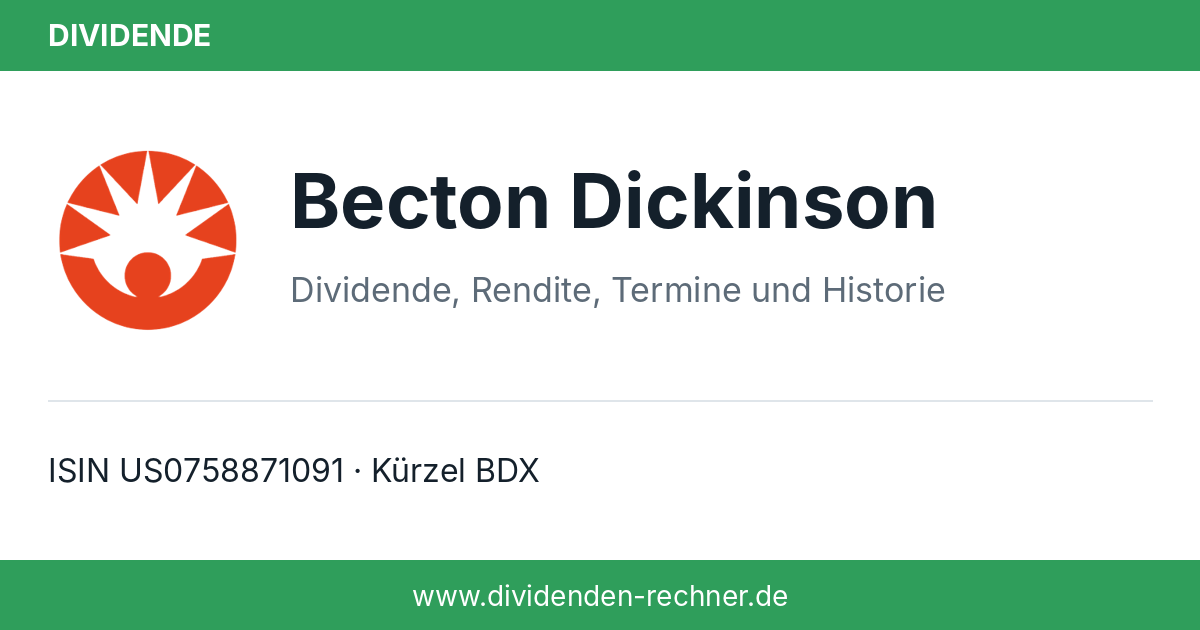 DIVIDENDE
Becton Dickinson
Dividende, Rendite, Termine und Historie
ISIN US0758871091 · Kürzel BDX
www.dividenden-rechner.de